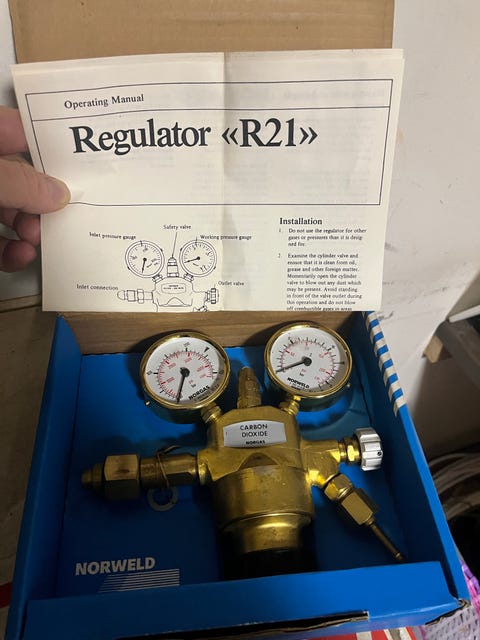 Operating Manual
Regulator «R21»
Safety valve
Inlet pressure gauge
Working pressure gauge
Inlet connection
Outlet valve
Installation
1. Do not use the regulator for other
gases or pressures than it is desig-
ned for.
2. Examine the cylinder valve and
ensure that it is clean from oil,
grease and other foreign matter.
Momentarily open the cylinder
valve to blow out any dust which
may be present. Avoid standing
in front of the valve outlet during
this operation and do not blow
off combustible gases in areas
NORGAS
NORWELD
CARBON
DIOXIDE
NORGAS
NORWELD